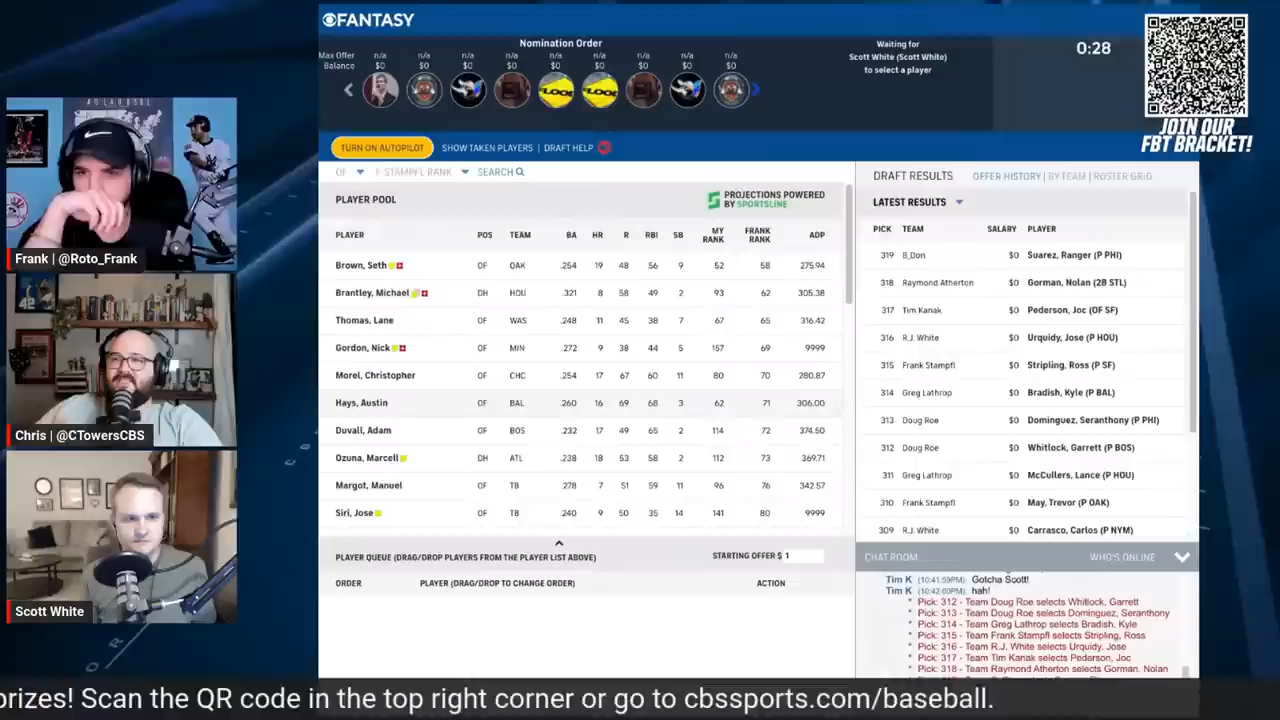 FANTASY
Nomination Order
Max Offer n/a n/a n/a n/a n/a n/a n/a n/a n/a
Balance $0 $0 $0 $0 $0 $0 $0 $0 $0
Waiting for
Scott White (Scott White)
to select a player
0:28
JOIN OUR
FBT BRACKET!
TURN ON AUTOPILOT SHOW TAKEN PLAYERS | DRAFT HELP
OF F STAMPFL RANK SEARCH
PLAYER POOL
PROJECTIONS POWERED
BY SPORTSLINE
PLAYER POS TEAM BA HR R RBI SB MY RANK FRANK RANK ADP
Brown, Seth OF OAK .254 19 48 56 9 52 58 275.94
Brantley, Michael DH HOU .321 8 58 49 2 93 62 305.38
Thomas, Lane OF WAS .248 11 45 38 7 67 65 316.42
Gordon, Nick OF MIN .272 9 38 44 5 157 69 9999
Morel, Christopher OF CHC .254 17 67 60 11 80 70 280.87
Hays, Austin OF BAL .260 16 69 68 3 62 71 306.00
Duvall, Adam OF BOS .232 17 49 65 2 114 72 374.50
Ozuna, Marcell DH ATL .238 18 53 58 2 112 73 369.71
Margot, Manuel OF TB .278 7 51 59 11 96 76 342.57
Siri, Jose OF TB .240 9 50 35 14 141 80 9999
PLAYER QUEUE (DRAG/DROP PLAYERS FROM THE PLAYER LIST ABOVE) STARTING OFFER $ 1
ORDER PLAYER (DRAG/DROP TO CHANGE ORDER) ACTION
DRAFT RESULTS OFFER HISTORY | BY TEAM | ROSTER GRID
LATEST RESULTS
PICK TEAM SALARY PLAYER
319 B_Don $0 Suarez, Ranger (P PHI)
318 Raymond Atherton $0 Gorman, Nolan (2B STL)
317 Tim Kanak $0 Pederson, Joc (OF SF)
316 R.J. White $0 Urquidy, Jose (P HOU)
315 Frank Stampfl $0 Stripling, Ross (P SF)
314 Greg Lathrop $0 Bradish, Kyle (P BAL)
313 Doug Roe $0 Dominguez, Seranthony (P PHI)
312 Doug Roe $0 Whitlock, Garrett (P BOS)
311 Greg Lathrop $0 McCullers, Lance (P HOU)
310 Frank Stampfl $0 May, Trevor (P OAK)
309 R.J. White $0 Carrasco, Carlos (P NYM)
CHAT ROOM WHO'S ONLINE
Tim K (10:41:59PM): Gotcha Scott!
Tim K (10:42:00PM): hah!
* Pick: 312 - Team Doug Roe selects Whitlock, Garrett
* Pick: 313 - Team Doug Roe selects Dominguez, Seranthony
* Pick: 314 - Team Greg Lathrop selects Bradish, Kyle
* Pick: 315 - Team Frank Stampfl selects Stripling, Ross
* Pick: 316 - Team R.J. White selects Urquidy, Jose
* Pick: 317 - Team Tim Kanak selects Pederson, Joc
* Pick: 318 - Team Raymond Atherton selects Gorman, Nolan
Frank | @Roto_Frank
Chris | @CTowersCBS
Scott White
prizes! Scan the QR code in the top right corner or go to cbssports.com/baseball.